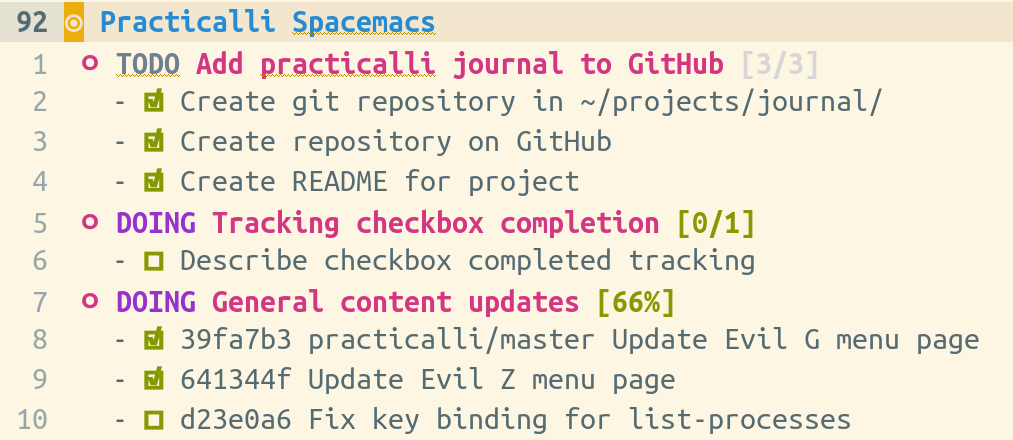 92 Practicalli Spacemacs
1 TODO Add practicalli journal to GitHub [3/3]
2 - Create git repository in ~/projects/journal/
3 - Create repository on GitHub
4 - Create README for project
5 DOING Tracking checkbox completion [0/1]
6 - Describe checkbox completed tracking
7 DOING General content updates [66%]
8 - 39fa7b3 practicalli/master Update Evil G menu page
9 - 641344f Update Evil Z menu page
10 - d23e0a6 Fix key binding for list-processes